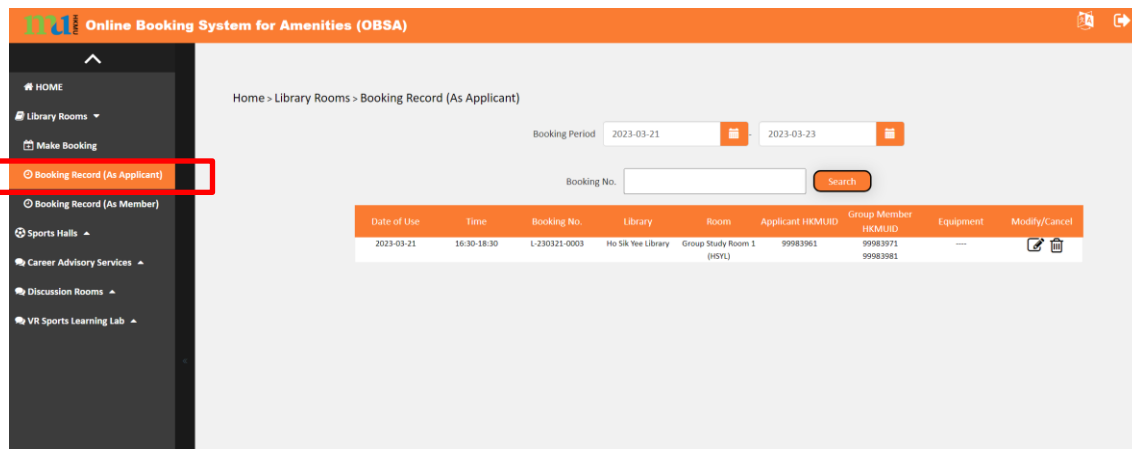 mu HKMU Online Booking System for Amenities (OBSA)
HOME
Library Rooms
Make Booking
Booking Record (As Applicant)
Booking Record (As Member)
Sports Halls
Career Advisory Services
Discussion Rooms
VR Sports Learning Lab
<
Home > Library Rooms > Booking Record (As Applicant)
Booking Period 2023-03-21 - 2023-03-23
Booking No. Search
Date of Use Time Booking No. Library Room Applicant HKMUID Group Member HKMUID Equipment Modify/Cancel
2023-03-21 16:30-18:30 L-230321-0003 Ho Sik Yee Library Group Study Room 1 99983961 99983971 ----
(HSYL) 99983981